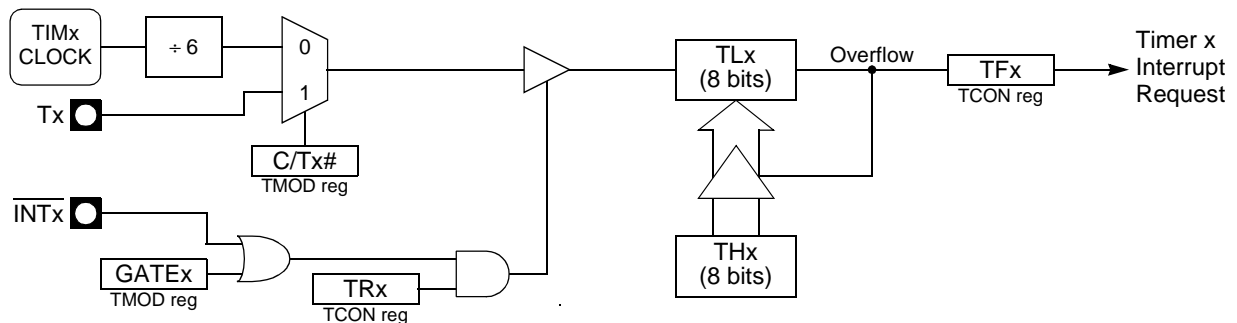 TIMx
CLOCK
÷ 6
0
1
Tx
C/Tx#
TMOD reg
INTx
GATEx
TMOD reg
TRx
TCON reg
TLx
(8 bits)
Overflow
TFx
TCON reg
Timer x
Interrupt
Request
THx
(8 bits)